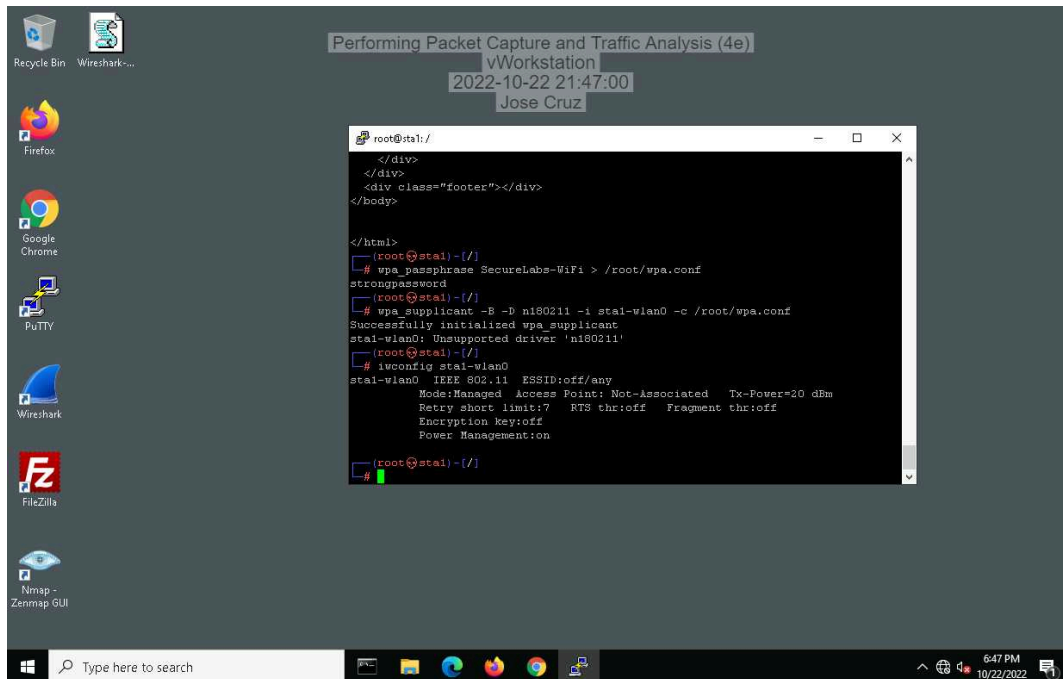 Performing Packet Capture and Traffic Analysis (4e)
vWorkstation
2022-10-22 21:47:00
Jose Cruz
Recycle Bin
Wireshark-...
Firefox
Google
Chrome
PuTTY
Wireshark
FileZilla
Nmap -
Zenmap GUI
root@sta1: /
</div>
</div>
<div class="footer"></div>
</body>
</html>
(root@sta1)-[/]
# wpa_passphrase SecureLabs-WiFi > /root/wpa.conf
strongpassword
(root@sta1)-[/]
# wpa_supplicant -B -D n180211 -i sta1-wlan0 -c /root/wpa.conf
Successfully initialized wpa_supplicant
sta1-wlan0: Unsupported driver 'n180211'
(root@sta1)-[/]
# iwconfig sta1-wlan0
sta1-wlan0  IEEE 802.11  ESSID:off/any
Mode:Managed  Access Point: Not-Associated  Tx-Power=20 dBm
Retry short limit:7  RTS thr:off  Fragment thr:off
Encryption key:off
Power Management:on
(root@sta1)-[/]
#
Type here to search
6:47 PM
10/22/2022